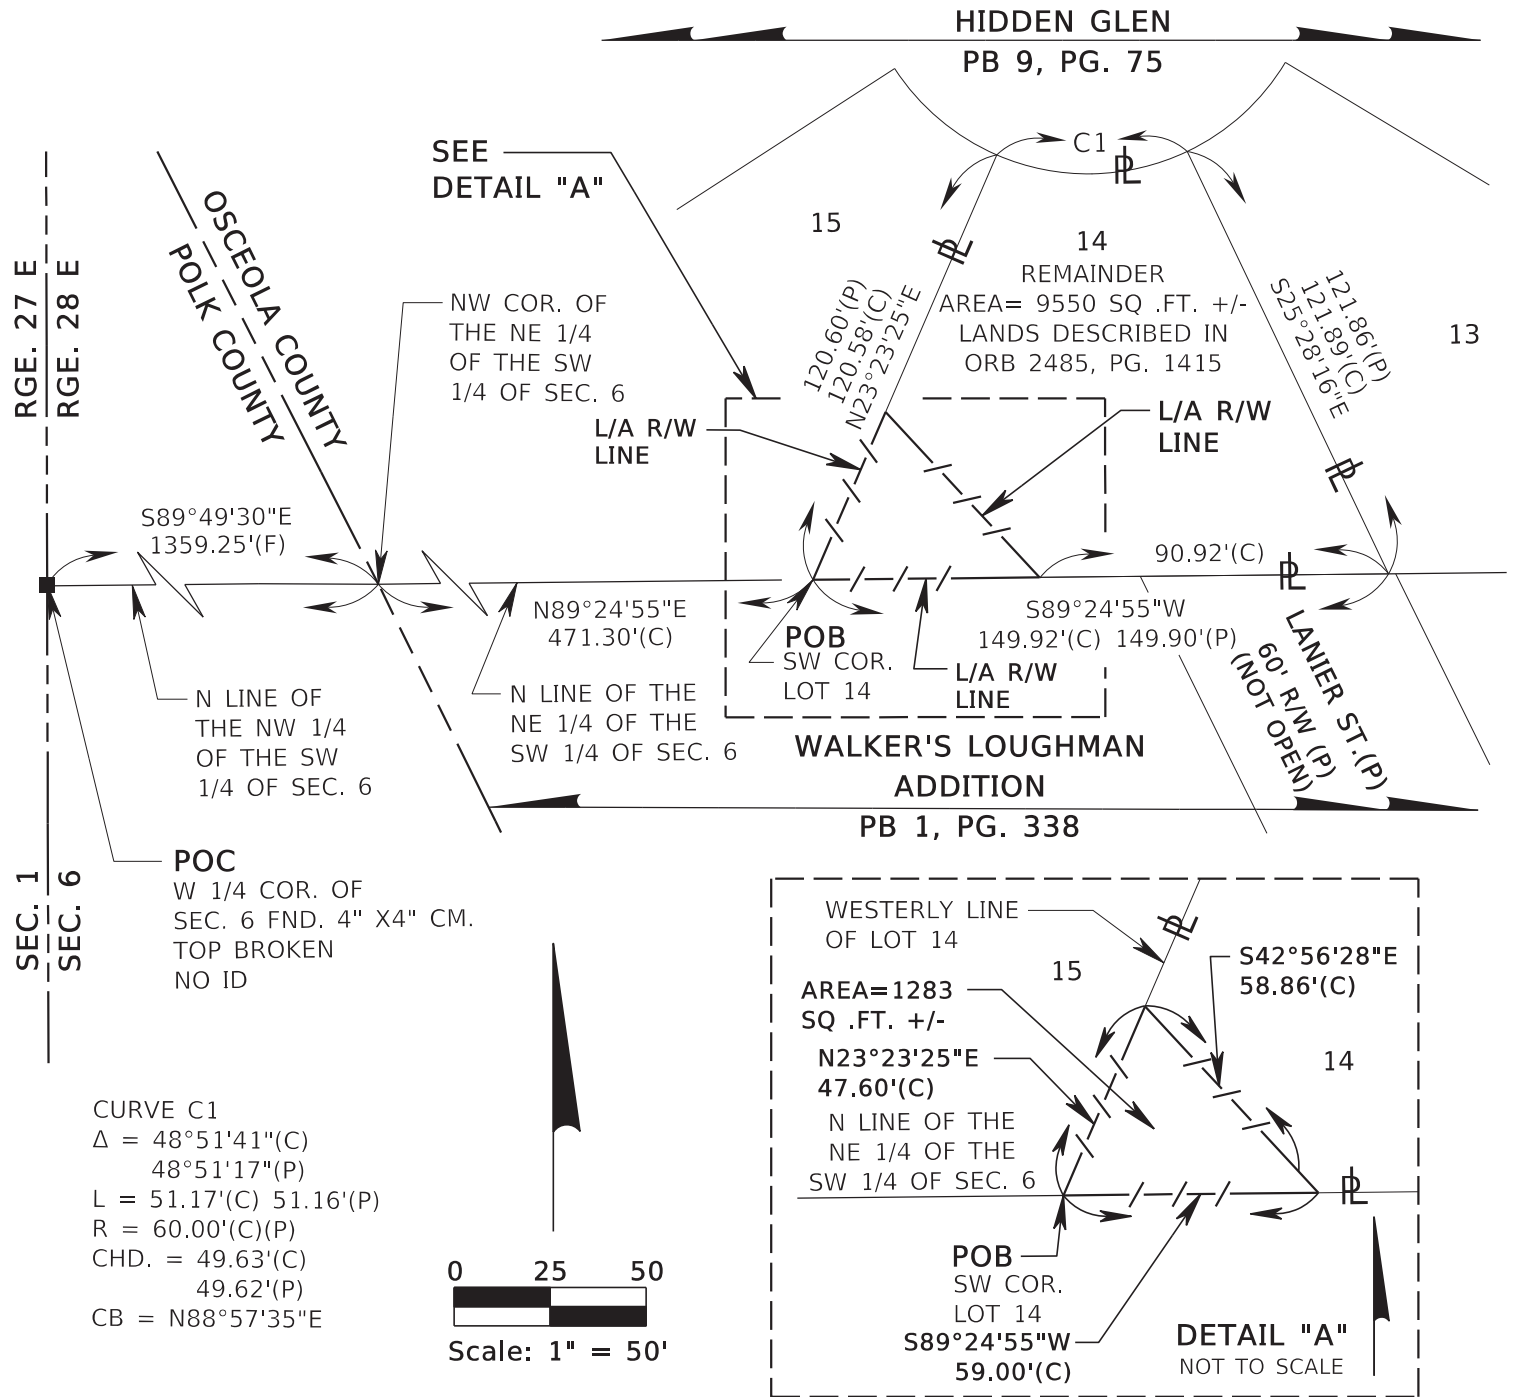 HIDDEN GLEN
PB 9, PG. 75
SEE
DETAIL "A"
C1
PL
15
PL
14
REMAINDER
AREA= 9550 SQ .FT. +/-
LANDS DESCRIBED IN
ORB 2485, PG. 1415
120.60'(P)
120.58'(C)
N23°23'25"E
121.86'(P)
121.89'(C)
S25°28'16"E
13
RGE. 27 E
RGE. 28 E
OSCEOLA COUNTY
POLK COUNTY
NW COR. OF
THE NE 1/4
OF THE SW
1/4 OF SEC. 6
L/A R/W
LINE
L/A R/W
LINE
PL
S89°49'30"E
1359.25'(F)
90.92'(C)
PL
N89°24'55"E
471.30'(C)
POB
SW COR.
LOT 14
S89°24'55"W
149.92'(C) 149.90'(P)
L/A R/W
LINE
LANIER ST.(P)
60' R/W (P)
(NOT OPEN)
N LINE OF
THE NW 1/4
OF THE SW
1/4 OF SEC. 6
N LINE OF THE
NE 1/4 OF THE
SW 1/4 OF SEC. 6
WALKER'S LOUGHMAN
ADDITION
PB 1, PG. 338
SEC. 1
SEC. 6
POC
W 1/4 COR. OF
SEC. 6 FND. 4" X4" CM.
TOP BROKEN
NO ID
WESTERLY LINE
OF LOT 14
PL
15
S42°56'28"E
58.86'(C)
AREA=1283
SQ .FT. +/-
14
N23°23'25"E
47.60'(C)
N LINE OF THE
NE 1/4 OF THE
SW 1/4 OF SEC. 6
PL
POB
SW COR.
LOT 14
S89°24'55"W
59.00'(C)
DETAIL "A"
NOT TO SCALE
CURVE C1
Δ = 48°51'41"(C)
48°51'17"(P)
L = 51.17'(C) 51.16'(P)
R = 60.00'(C)(P)
CHD. = 49.63'(C)
49.62'(P)
CB = N88°57'35"E
0 25 50
Scale: 1" = 50'